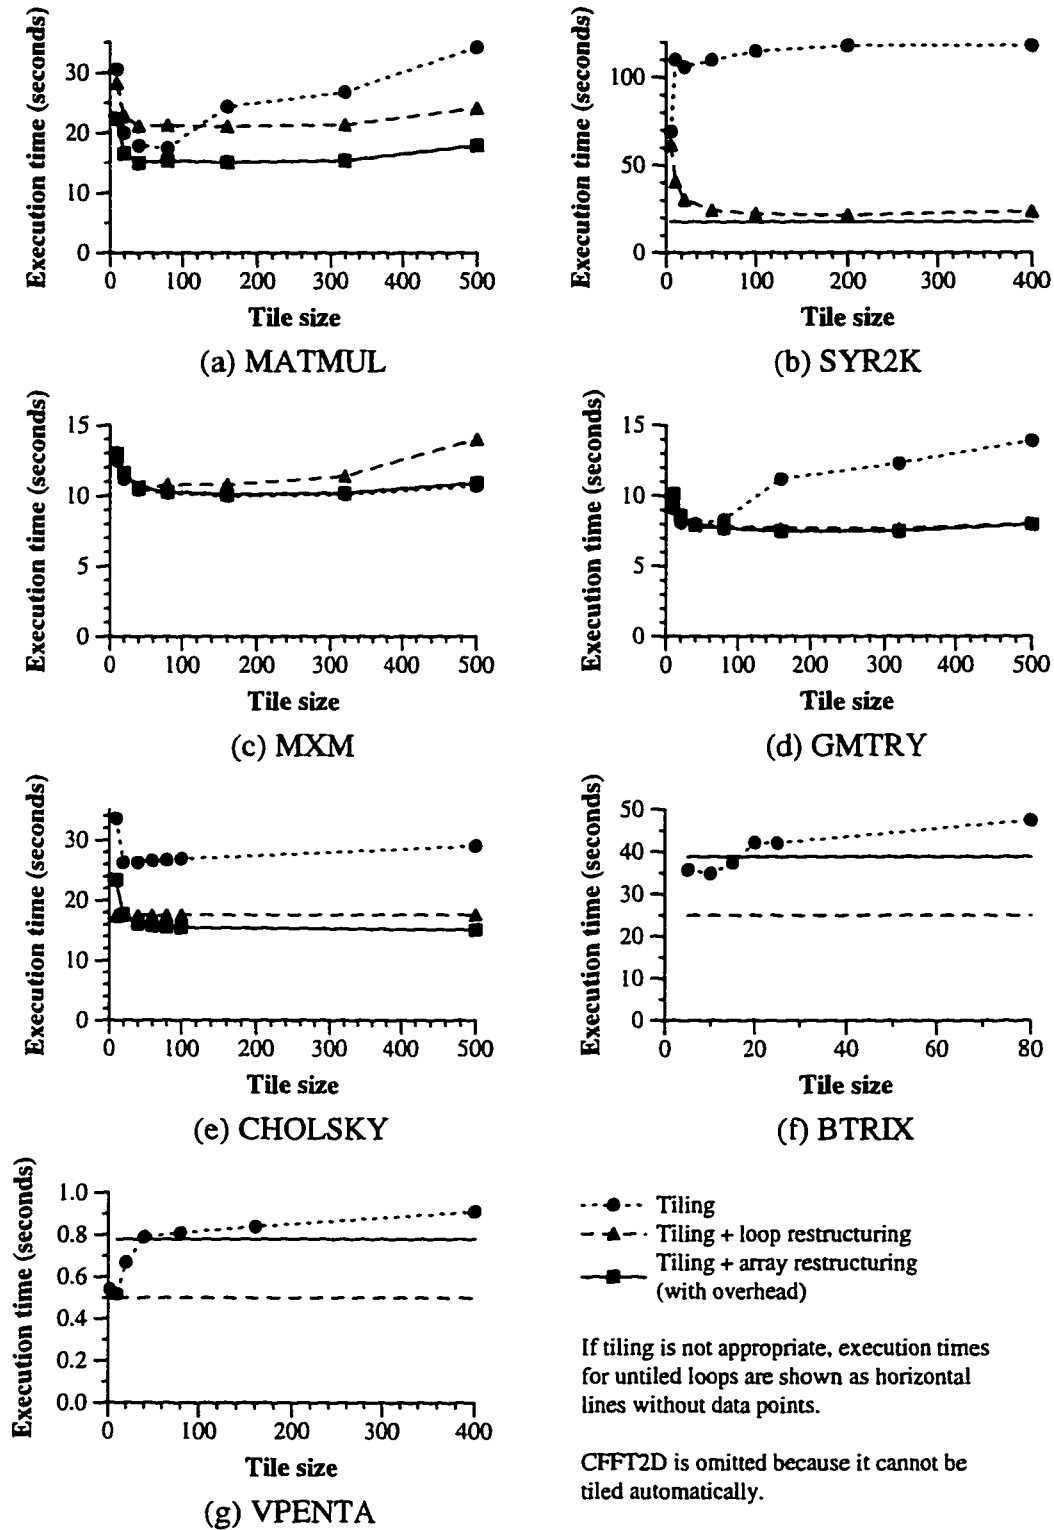 Execution time (seconds)
30
20
10
0
0 100 200 300 400 500
Tile size
(a) MATMUL
Execution time (seconds)
100
50
0
0 100 200 300 400
Tile size
(b) SYR2K
Execution time (seconds)
15
10
5
0
0 100 200 300 400 500
Tile size
(c) MXM
Execution time (seconds)
15
10
5
0
0 100 200 300 400 500
Tile size
(d) GMTRY
Execution time (seconds)
30
20
10
0
0 100 200 300 400 500
Tile size
(e) CHOLSKY
Execution time (seconds)
50
40
30
20
10
0
0 20 40 60 80
Tile size
(f) BTRIX
Execution time (seconds)
1.0
0.8
0.6
0.4
0.2
0.0
0 100 200 300 400
Tile size
(g) VPENTA
Tiling
Tiling + loop restructuring
Tiling + array restructuring
(with overhead)
If tiling is not appropriate, execution times
for untiled loops are shown as horizontal
lines without data points.
CFFT2D is omitted because it cannot be
tiled automatically.